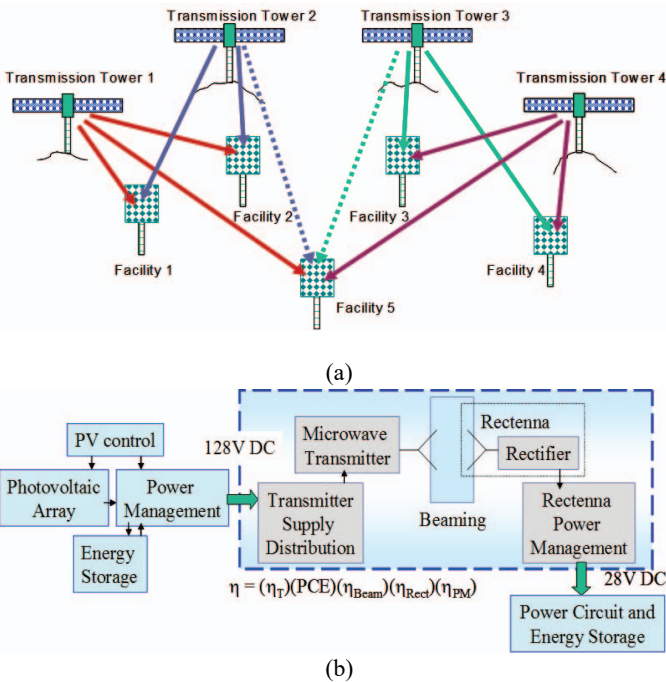 Transmission Tower 2
Transmission Tower 3
Transmission Tower 1
Transmission Tower 4
Facility 2
Facility 3
Facility 1
Facility 4
Facility 5
(a)
PV control
128V DC
Microwave
Transmitter
Rectenna
Rectifier
Photovoltaic
Array
Power
Management
Transmitter
Supply
Distribution
Beaming
Rectenna
Power
Management
Energy
Storage
η = (η_T)(PCE)(η_Beam)(η_Rect)(η_PM)
28V DC
Power Circuit and
Energy Storage
(b)